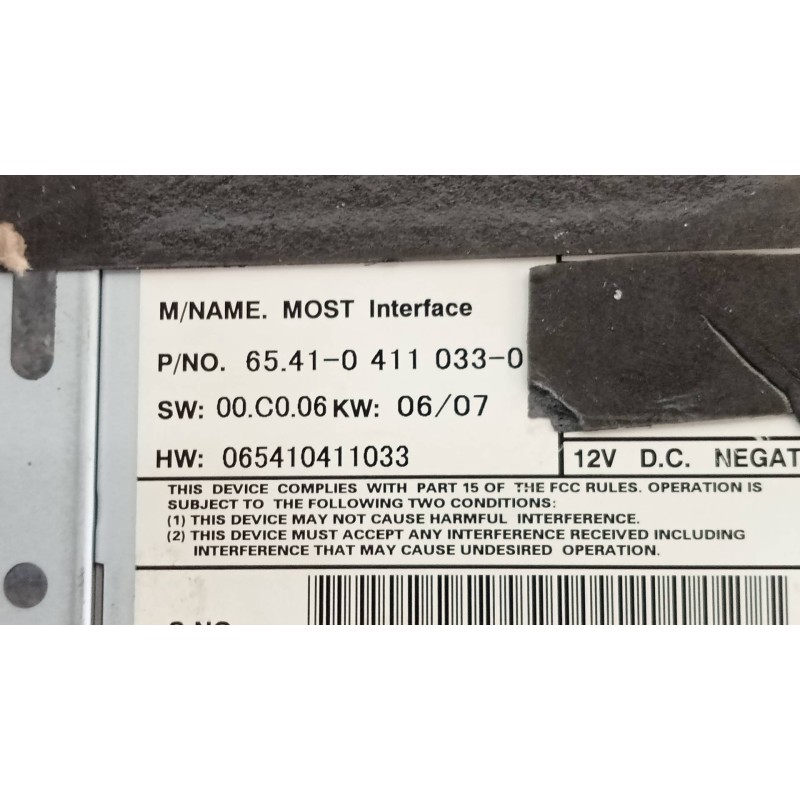 M/NAME. MOST Interface
P/NO. 65.41-0 411 033-0
SW: 00.C0.06 KW: 06/07
HW: 065410411033
12V D.C.
THIS DEVICE COMPLIES WITH PART 15 OF THE FCC RULES. OPERATION IS
SUBJECT TO THE FOLLOWING TWO CONDITIONS:
(1) THIS DEVICE MAY NOT CAUSE HARMFUL INTERFERENCE.
(2) THIS DEVICE MUST ACCEPT ANY INTERFERENCE RECEIVED INCLUDING
INTERFERENCE THAT MAY CAUSE UNDESIRED OPERATION.